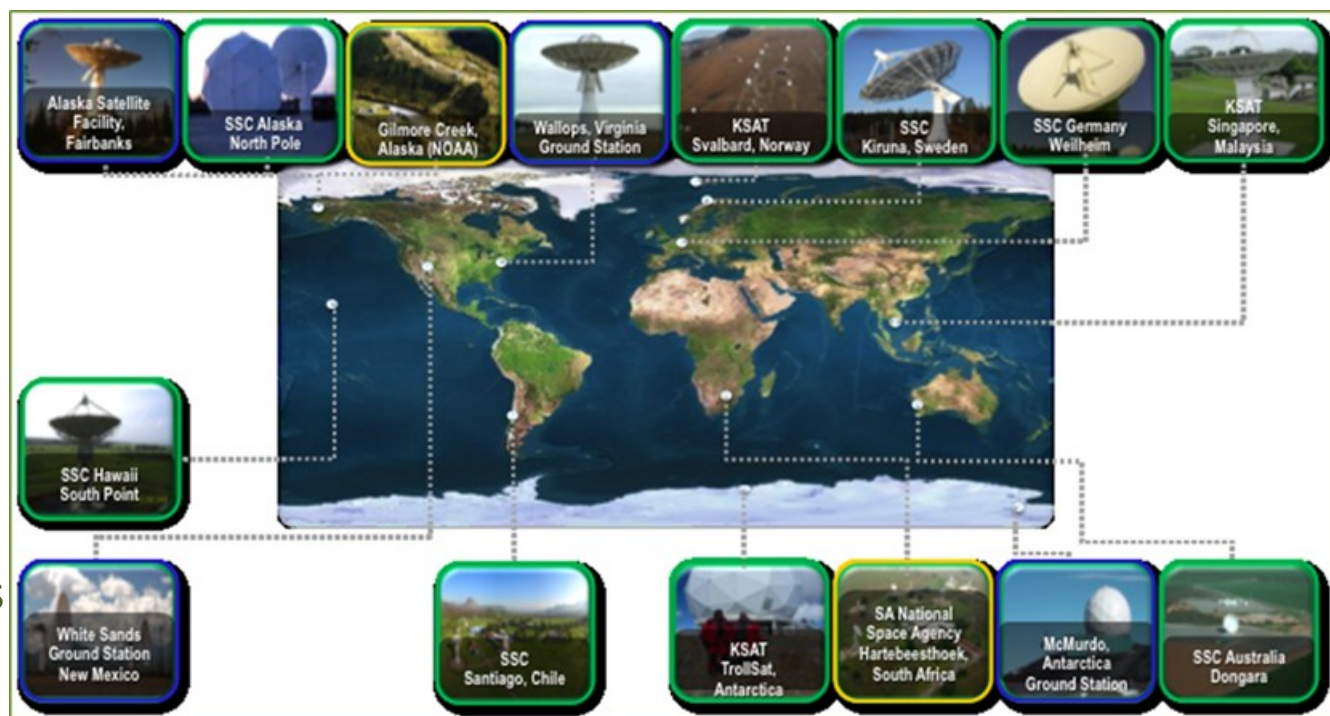 Alaska Satellite
Facility,
Fairbanks
SSC Alaska
North Pole
Gilmore Creek,
Alaska (NOAA)
Wallops, Virginia
Ground Station
KSAT
Svalbard, Norway
SSC
Kiruna, Sweden
SSC Germany
Weilheim
KSAT
Singapore,
Malaysia
SSC Hawaii
South Point
White Sands
Ground Station
New Mexico
SSC
Santiago, Chile
KSAT
TrollSat,
Antarctica
SA National
Space Agency
Hartebeesthoek,
South Africa
McMurdo,
Antarctica
Ground Station
SSC Australia
Dongara